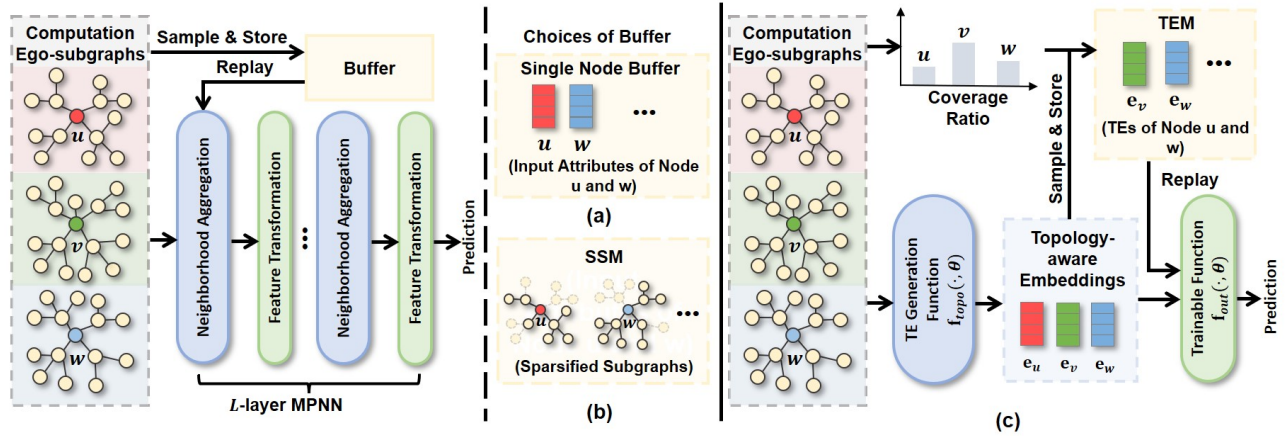 Computation
Ego-subgraphs
u
v
w
Sample & Store
Replay
Buffer
Neighborhood Aggregation
Feature Transformation
...
Neighborhood Aggregation
Feature Transformation
Prediction
L-layer MPNN
Choices of Buffer
Single Node Buffer
...
u w
(Input Attributes of Node
u and w)
(a)
SSM
u
w
...
(Sparsified Subgraphs)
(b)
Computation
Ego-subgraphs
u
v
w
u
v
w
Coverage
Ratio
Sample & Store
TEM
...
e_v e_w
(TEs of Node u and
w)
Replay
TE Generation
Function
f_topo(·, θ)
Topology-
aware
Embeddings
e_u e_v e_w
Trainable Function
f_out(·, θ)
Prediction
(c)